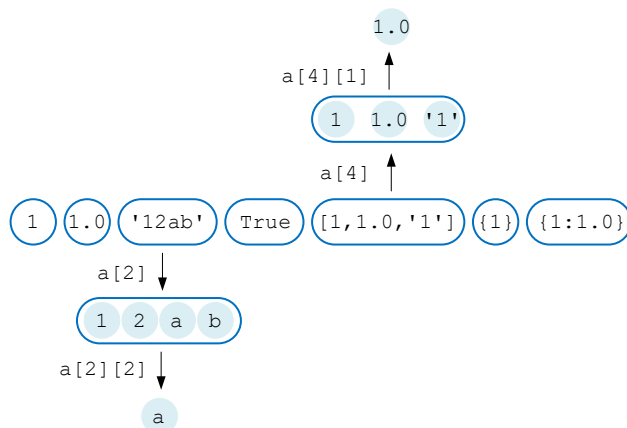 1.0
a[4][1]
1 1.0 '1'
a[4]
1 1.0 '12ab' True [1,1.0,'1'] {1} {1:1.0}
a[2]
1 2 a b
a[2][2]
a